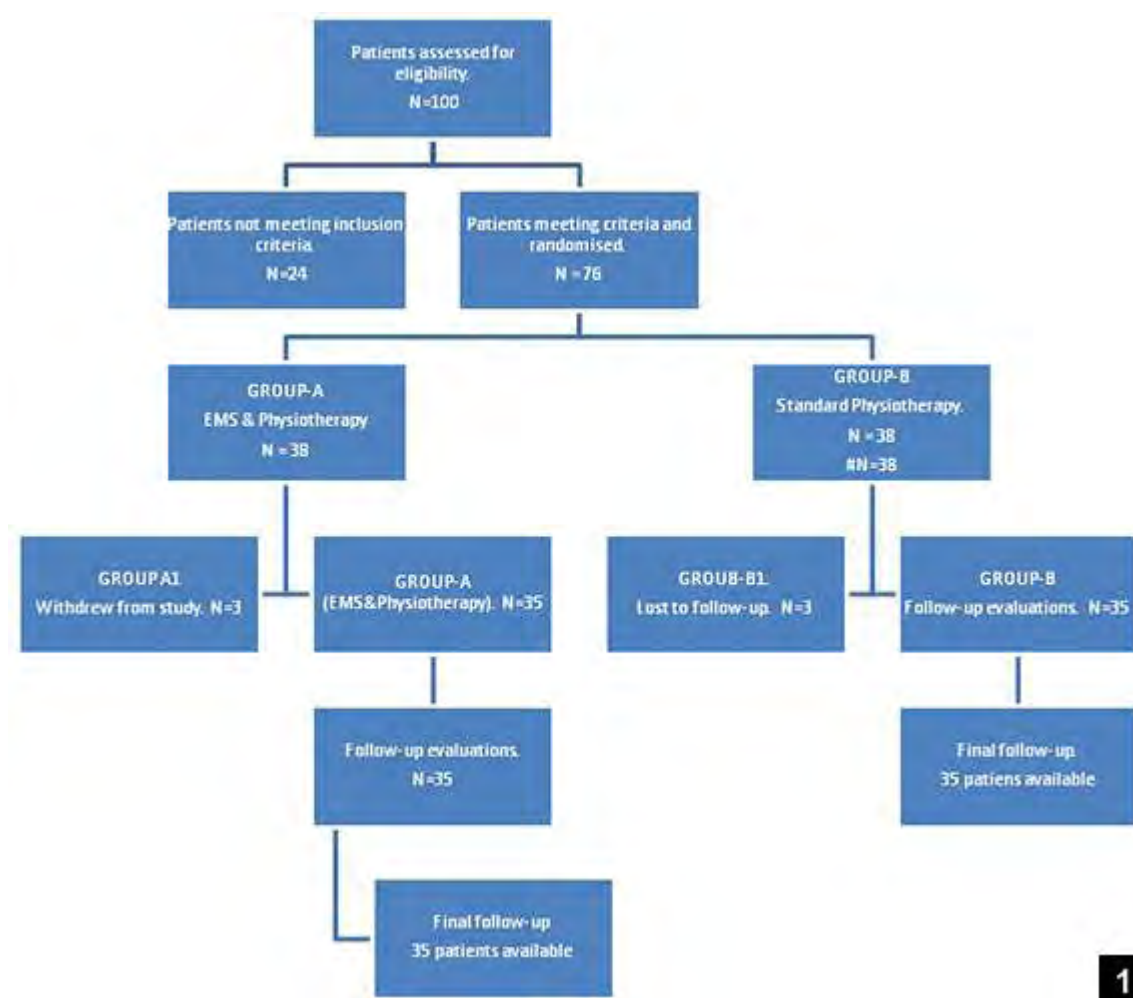 Patients assessed for
eligibility.
N=100
Patients not meeting inclusion
criteria.
N=24
Patients meeting criteria and
randomised.
N =76
GROUP-A
EMS & Physiotherapy
N =38
GROUP-B
Standard Physiotherapy.
N =38
#N=38
GROUPA1
Withdrew from study. N=3
GROUP-A
(EMS&Physiotherapy). N=35
GROUB-B1.
Lost to follow-up. N=3
GROUP-B
Follow-up evaluations. N=35
Follow-up evaluations.
N=35
Final follow-up.
35 patiens available
Final follow-up
35 patients available
1